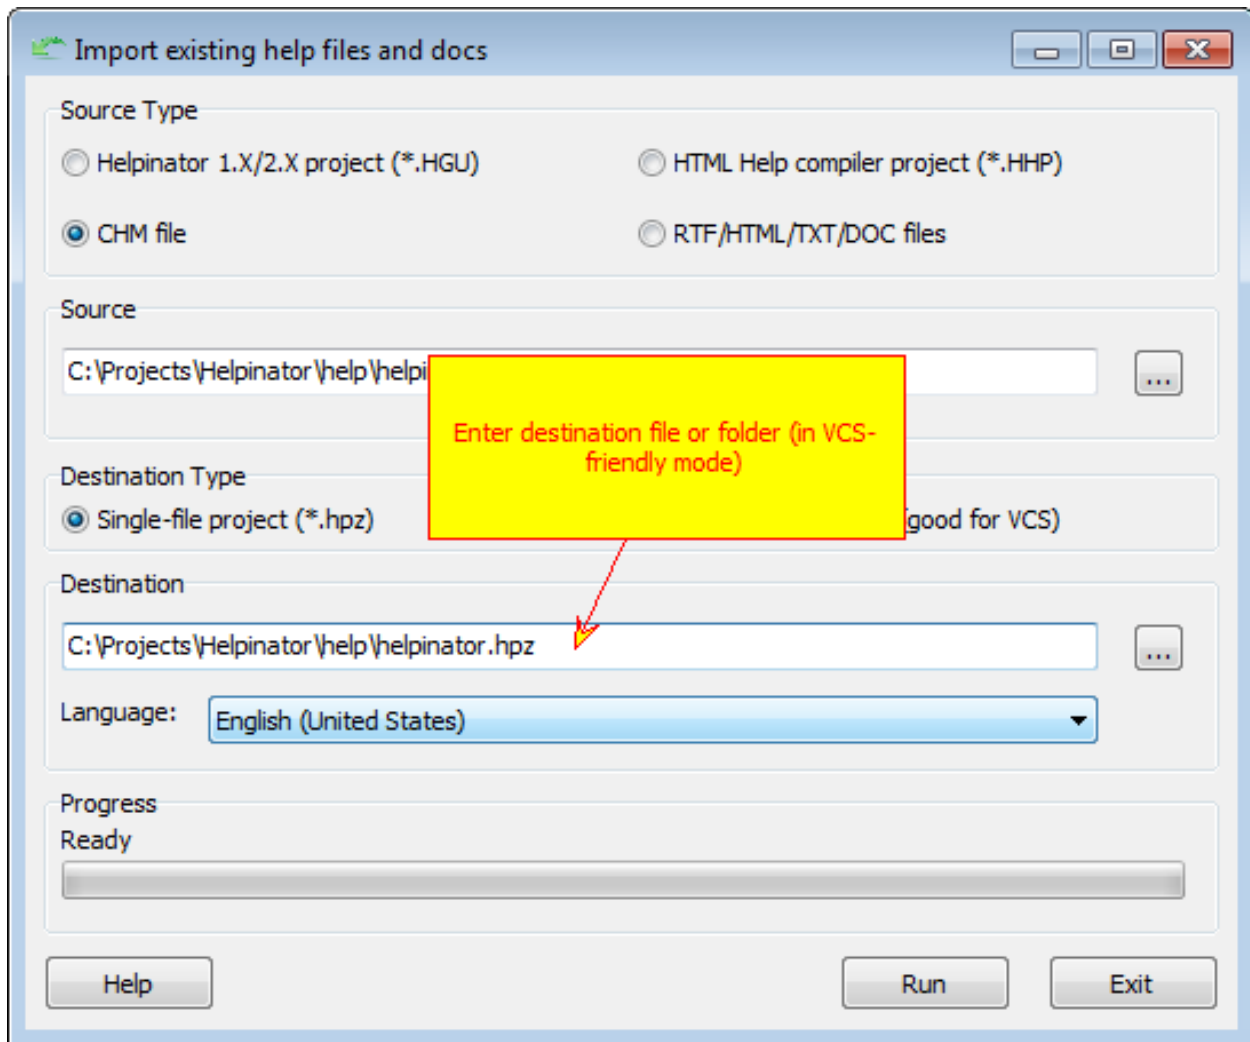 Import existing help files and docs
Source Type
Helpinator 1.X/2.X project (*.HGU)
HTML Help compiler project (*.HHP)
CHM file
RTF/HTML/TXT/DOC files
Source
C:\Projects\Helpinator\help\helpi
...
Enter destination file or folder (in VCS-
friendly mode)
Destination Type
Single-file project (*.hpz)
(good for VCS)
Destination
C:\Projects\Helpinator\help\helpinator.hpz
...
Language:
English (United States)
Progress
Ready
Help
Run
Exit